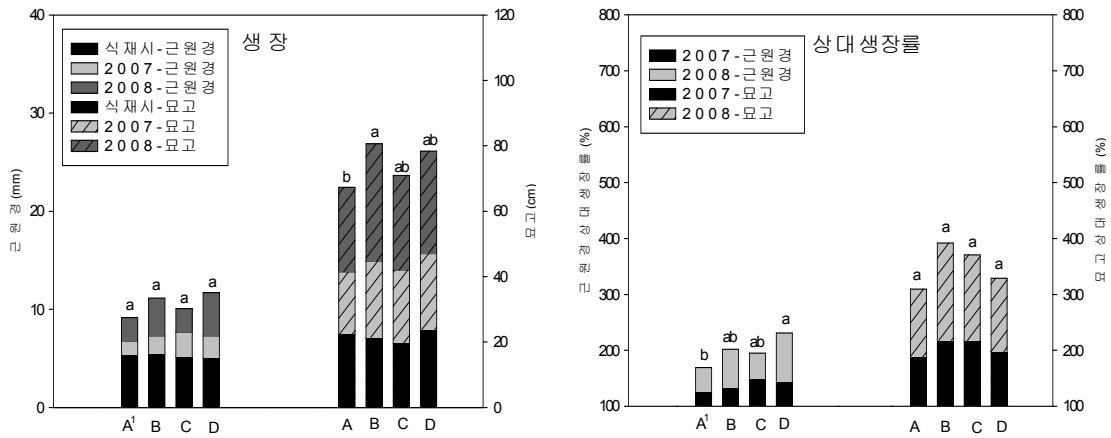 생 장
식재시-근원경
2007-근원경
2008-근원경
식재시-묘고
2007-묘고
2008-묘고
근원경 (mm)
40
30
20
10
0
묘고 (cm)
120
100
80
60
40
20
0
a a a a
b a ab ab
A¹ B C D
A B C D
상대생장률
2007-근원경
2008-근원경
2007-묘고
2008-묘고
근원경상대생장률 (%)
800
700
600
500
400
300
200
100
묘고상대생장률 (%)
800
700
600
500
400
300
200
100
b ab ab a
a a a a
A B C D
A B C D